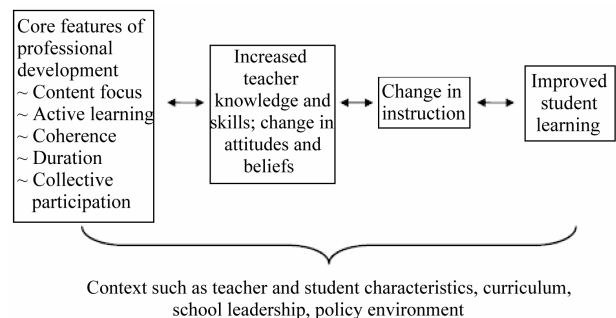 Core features of
professional
development
~ Content focus
~ Active learning
~ Coherence
~ Duration
~ Collective
participation
Increased
teacher
knowledge and
skills; change in
attitudes and
beliefs
Change in
instruction
Improved
student
learning
Context such as teacher and student characteristics, curriculum,
school leadership, policy environment